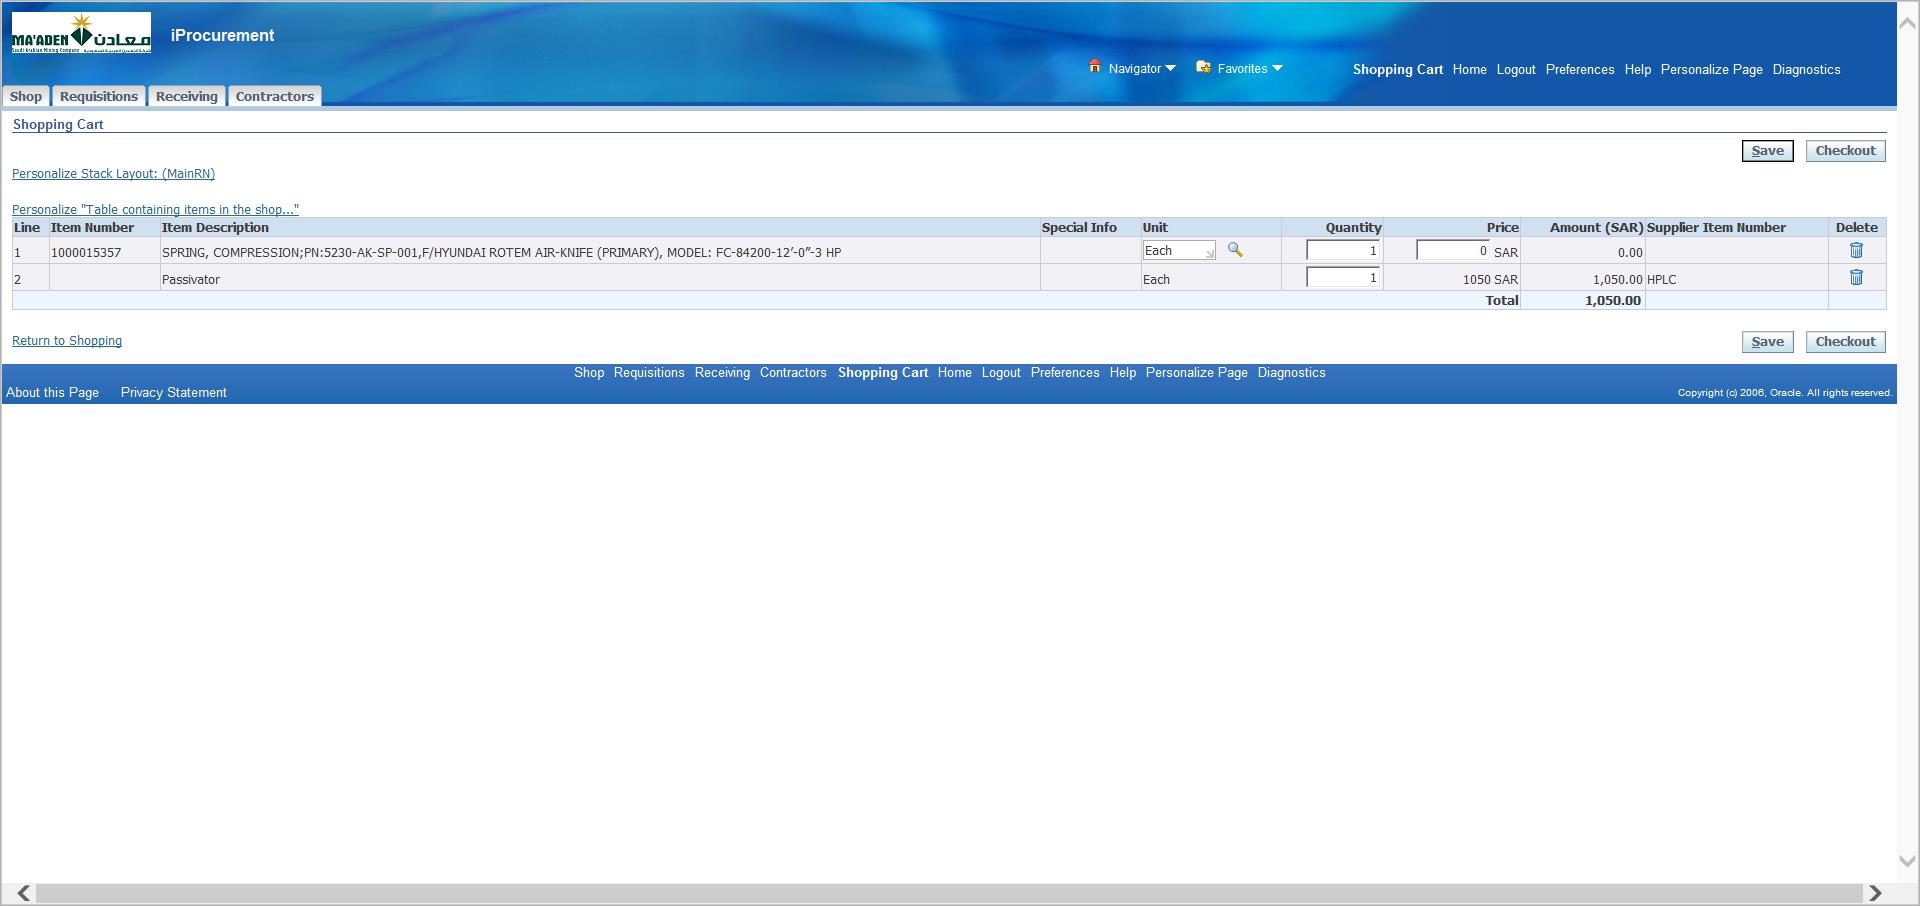 MA'ADEN معادن
Saudi Arabian Mining Company
iProcurement
Navigator Favorites Shopping Cart Home Logout Preferences Help Personalize Page Diagnostics
Shop Requisitions Receiving Contractors
Shopping Cart
Save Checkout
Personalize Stack Layout: (MainRN)
Personalize "Table containing items in the shop..."
Line Item Number Item Description Special Info Unit Quantity Price Amount (SAR) Supplier Item Number Delete
1 1000015357 SPRING, COMPRESSION;PN:5230-AK-SP-001,F/HYUNDAI ROTEM AIR-KNIFE (PRIMARY), MODEL: FC-84200-12’-0”-3 HP Each 1 0 SAR 0.00
2 Passivator Each 1 1050 SAR 1,050.00 HPLC
Total 1,050.00
Return to Shopping Save Checkout
Shop Requisitions Receiving Contractors Shopping Cart Home Logout Preferences Help Personalize Page Diagnostics
About this Page Privacy Statement Copyright (c) 2006, Oracle. All rights reserved.